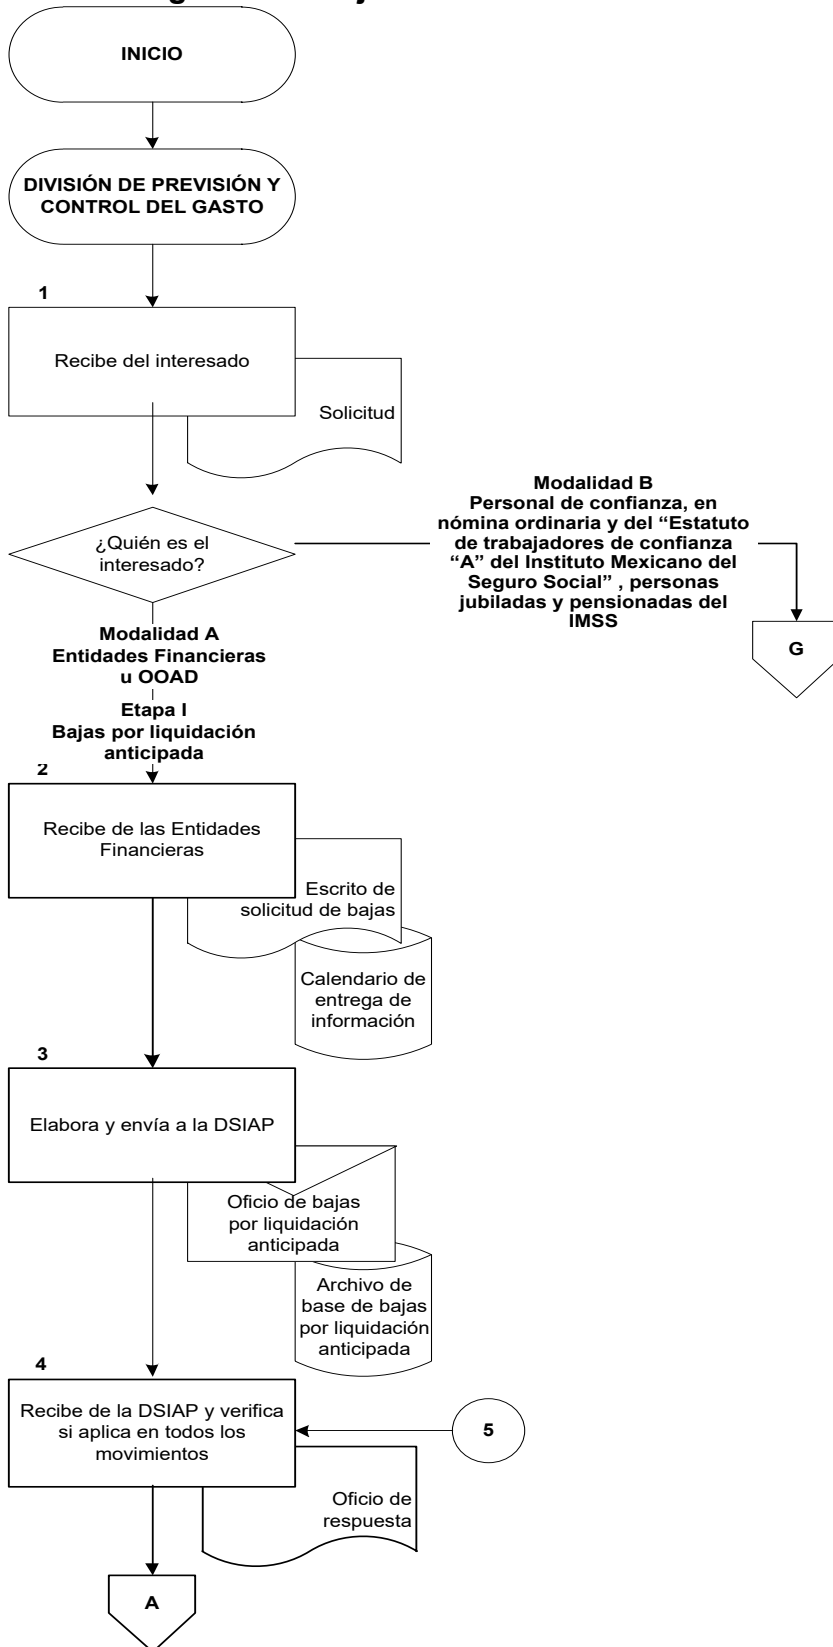 INICIO
DIVISIÓN DE PREVISIÓN Y
CONTROL DEL GASTO
1
Recibe del interesado
Solicitud
¿Quién es el
interesado?
Modalidad B
Personal de confianza, en
nómina ordinaria y del “Estatuto
de trabajadores de confianza
“A” del Instituto Mexicano del
Seguro Social” , personas
jubiladas y pensionadas del
IMSS
G
Modalidad A
Entidades Financieras
u OOAD
Etapa I
Bajas por liquidación
anticipada
2
Recibe de las Entidades
Financieras
Escrito de
solicitud de bajas
Calendario de
entrega de
información
3
Elabora y envía a la DSIAP
Oficio de bajas
por liquidación
anticipada
Archivo de
base de bajas
por liquidación
anticipada
4
Recibe de la DSIAP y verifica
si aplica en todos los
movimientos
5
Oficio de
respuesta
A